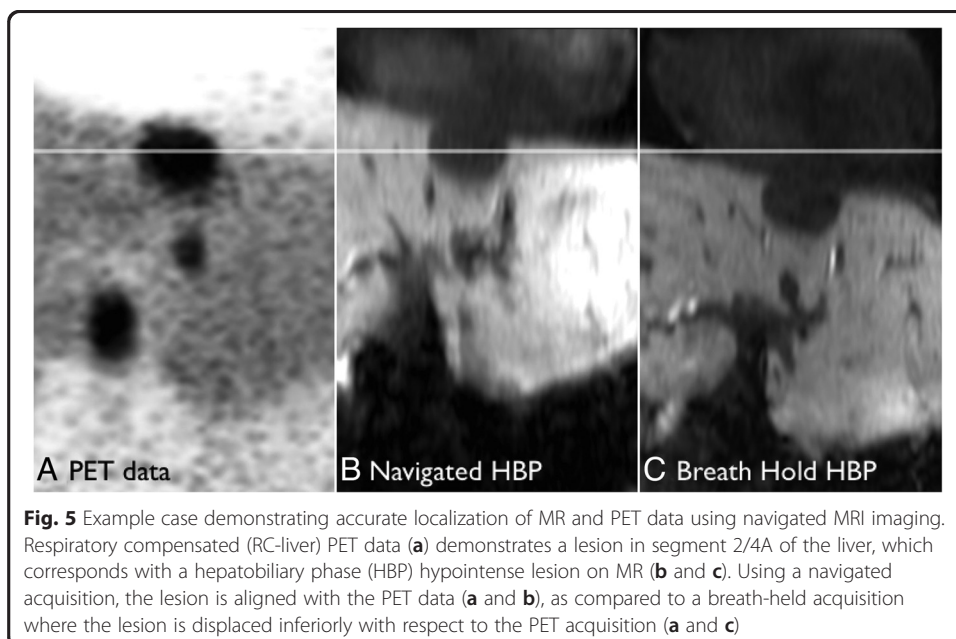 A PET data
B Navigated HBP
C Breath Hold HBP
Fig. 5 Example case demonstrating accurate localization of MR and PET data using navigated MRI imaging.
Respiratory compensated (RC-liver) PET data (a) demonstrates a lesion in segment 2/4A of the liver, which
corresponds with a hepatobiliary phase (HBP) hypointense lesion on MR (b and c). Using a navigated
acquisition, the lesion is aligned with the PET data (a and b), as compared to a breath-held acquisition
where the lesion is displaced inferiorly with respect to the PET acquisition (a and c)